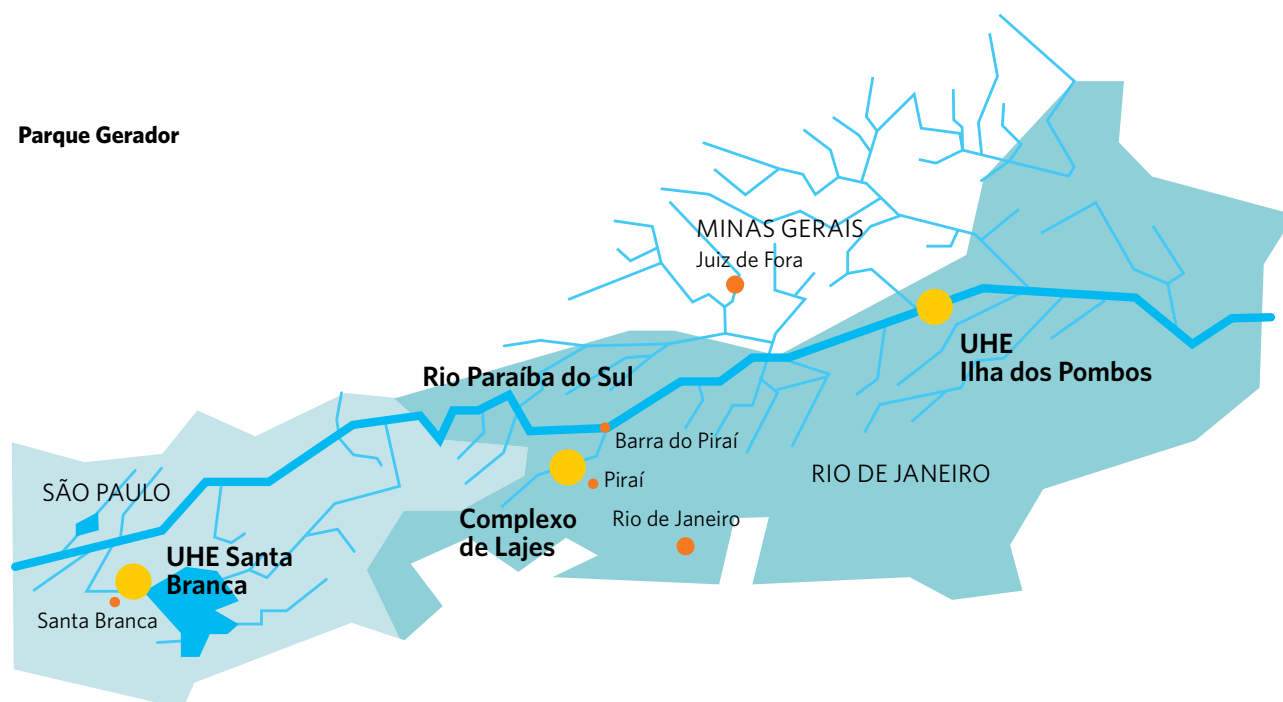 Parque Gerador
MINAS GERAIS
Juiz de Fora
UHE
Ilha dos Pombos
Rio Paraíba do Sul
Barra do Piraí
Piraí
RIO DE JANEIRO
SÃO PAULO
Complexo
de Lajes
Rio de Janeiro
UHE Santa
Branca
Santa Branca